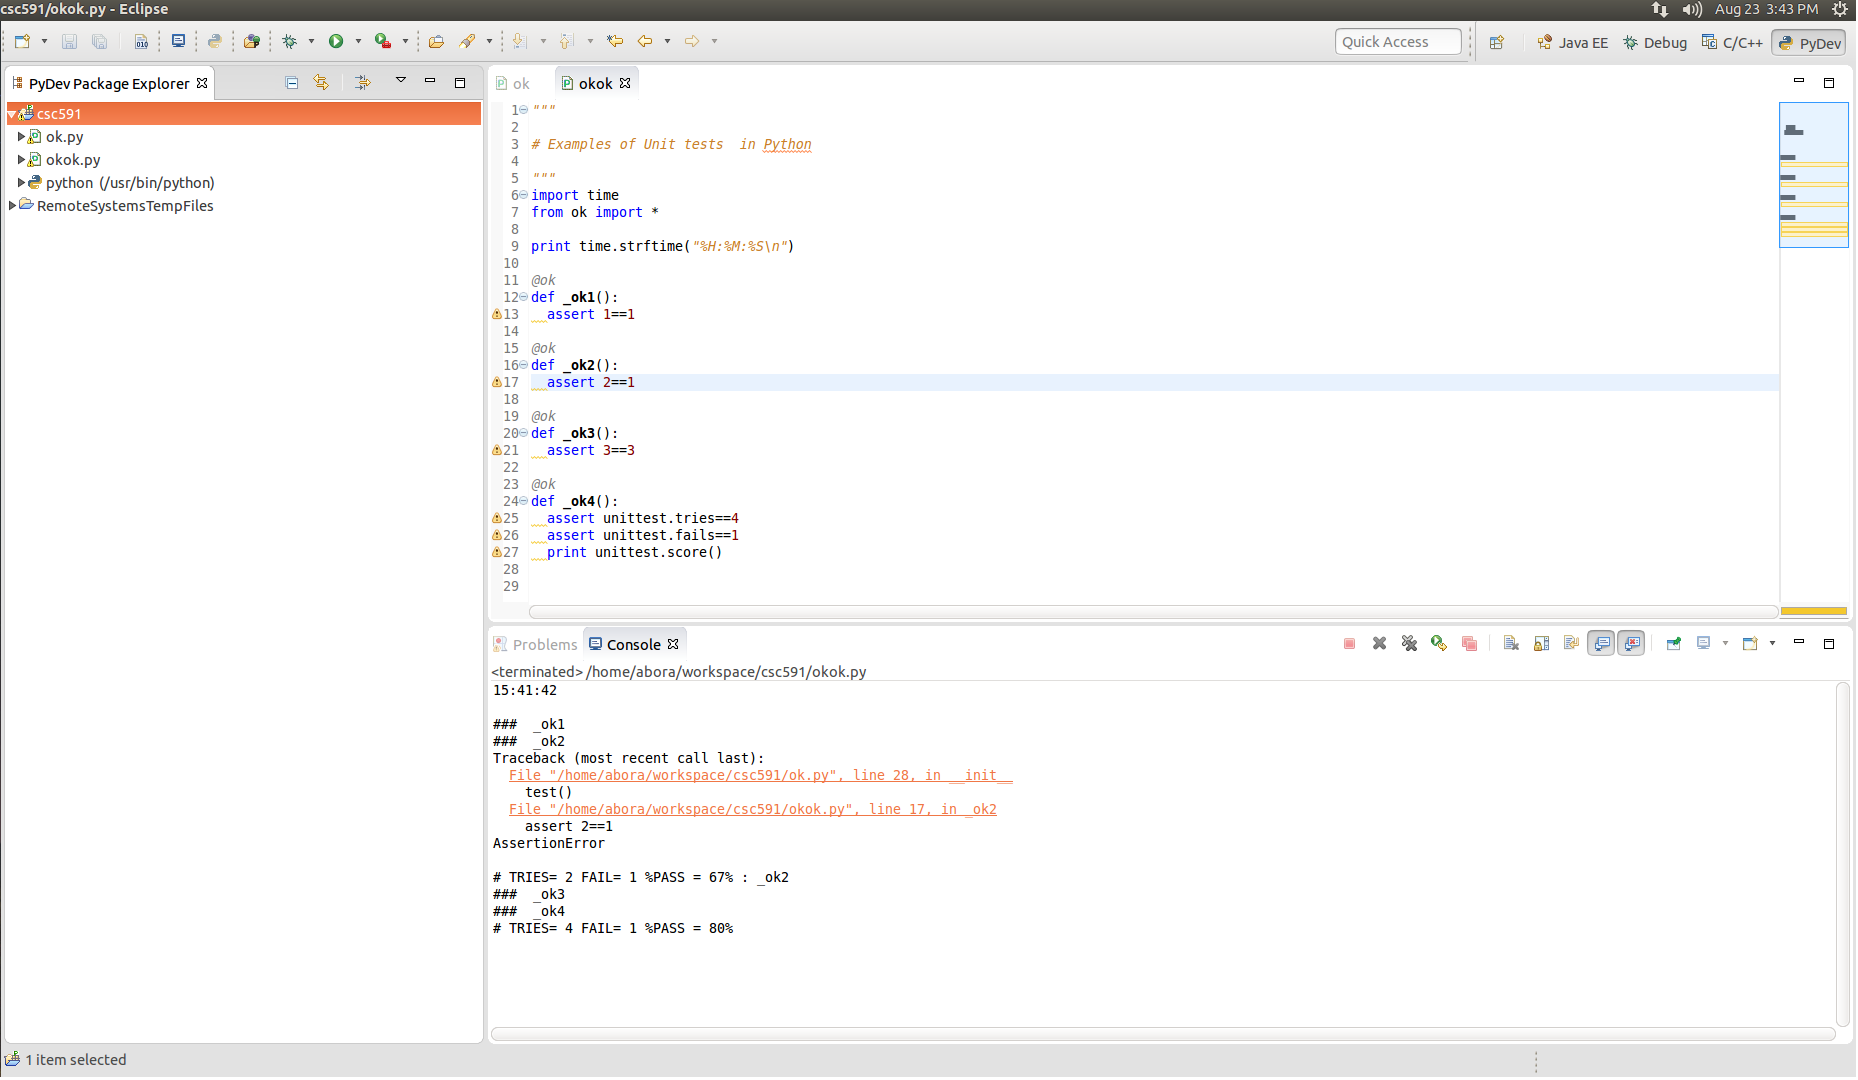 csc591/okok.py - Eclipse
Aug 23 3:43 PM
010
Quick Access
Java EE
Debug
C/C++
PyDev
PyDev Package Explorer
csc591
ok.py
okok.py
python (/usr/bin/python)
RemoteSystemsTempFiles
ok
okok
1 """
2
3 # Examples of Unit tests  in Python
4
5 """
6 import time
7 from ok import *
8
9 print time.strftime("%H:%M:%S\n")
10
11 @ok
12 def _ok1():
13   assert 1==1
14
15 @ok
16 def _ok2():
17   assert 2==1
18
19 @ok
20 def _ok3():
21   assert 3==3
22
23 @ok
24 def _ok4():
25   assert unittest.tries==4
26   assert unittest.fails==1
27   print unittest.score()
28
29
Problems
Console
<terminated> /home/abora/workspace/csc591/okok.py
15:41:42
###  _ok1
###  _ok2
Traceback (most recent call last):
  File "/home/abora/workspace/csc591/ok.py", line 28, in __init__
    test()
  File "/home/abora/workspace/csc591/okok.py", line 17, in _ok2
    assert 2==1
AssertionError
# TRIES= 2 FAIL= 1 %PASS = 67% : _ok2
###  _ok3
###  _ok4
# TRIES= 4 FAIL= 1 %PASS = 80%
1 item selected